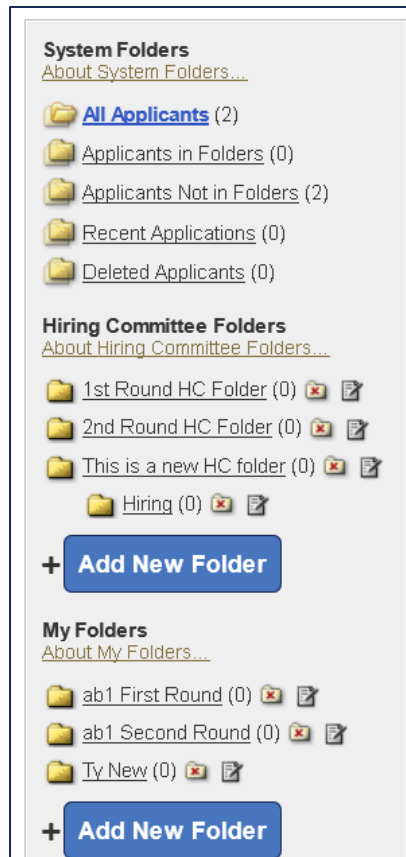 System Folders
About System Folders...
All Applicants (2)
Applicants in Folders (0)
Applicants Not in Folders (2)
Recent Applications (0)
Deleted Applicants (0)
Hiring Committee Folders
About Hiring Committee Folders...
1st Round HC Folder (0)
2nd Round HC Folder (0)
This is a new HC folder (0)
Hiring (0)
+ Add New Folder
My Folders
About My Folders...
ab1 First Round (0)
ab1 Second Round (0)
Ty New (0)
+ Add New Folder